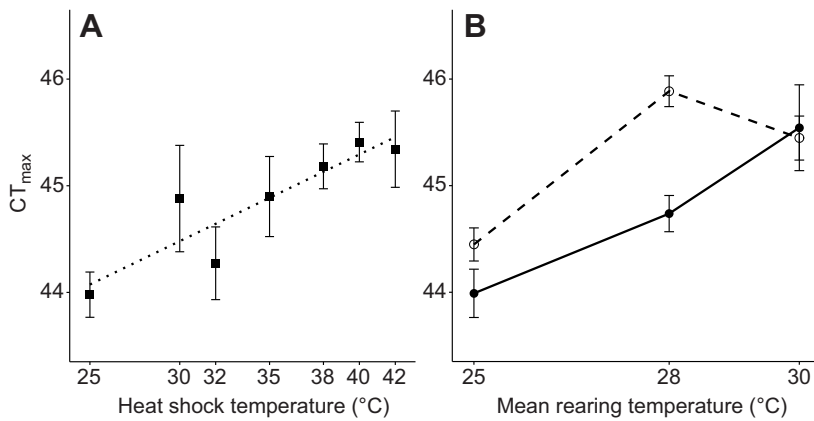 A
46
45
44
CTmax
25 30 32 35 38 40 42
Heat shock temperature (°C)
B
46
45
44
25 28 30
Mean rearing temperature (°C)